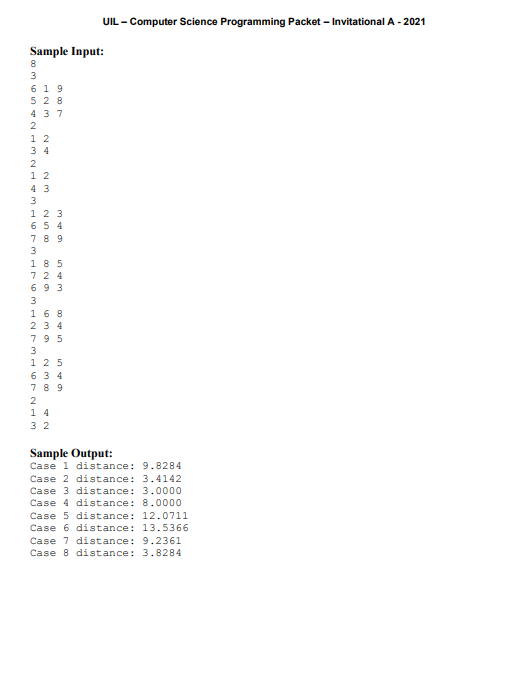 UIL – Computer Science Programming Packet – Invitational A - 2021
Sample Input:
8
3
6 1 9
5 2 8
4 3 7
2
1 2
3 4
2
1 2
4 3
3
1 2 3
6 5 4
7 8 9
3
1 8 5
7 2 4
6 9 3
3
1 6 8
2 3 4
7 9 5
3
1 2 5
6 3 4
7 8 9
2
1 4
3 2
Sample Output:
Case 1 distance: 9.8284
Case 2 distance: 3.4142
Case 3 distance: 3.0000
Case 4 distance: 8.0000
Case 5 distance: 12.0711
Case 6 distance: 13.5366
Case 7 distance: 9.2361
Case 8 distance: 3.8284